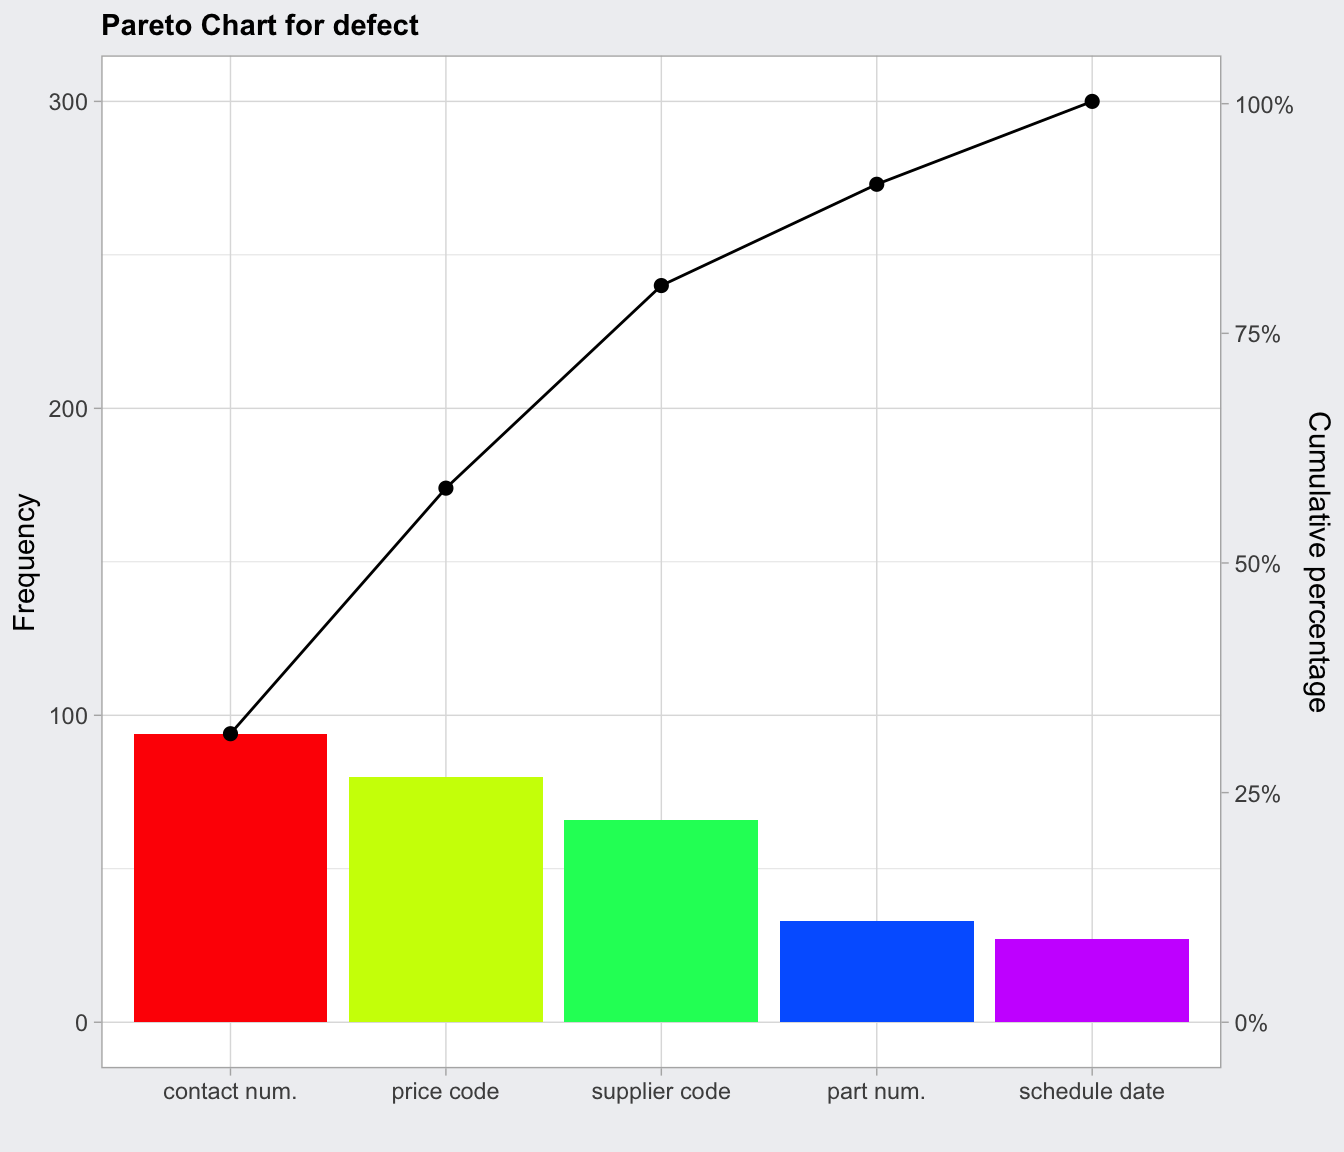 Pareto Chart for defect
300
200
100
0
Frequency
100%
75%
50%
25%
0%
Cumulative percentage
contact num.
price code
supplier code
part num.
schedule date